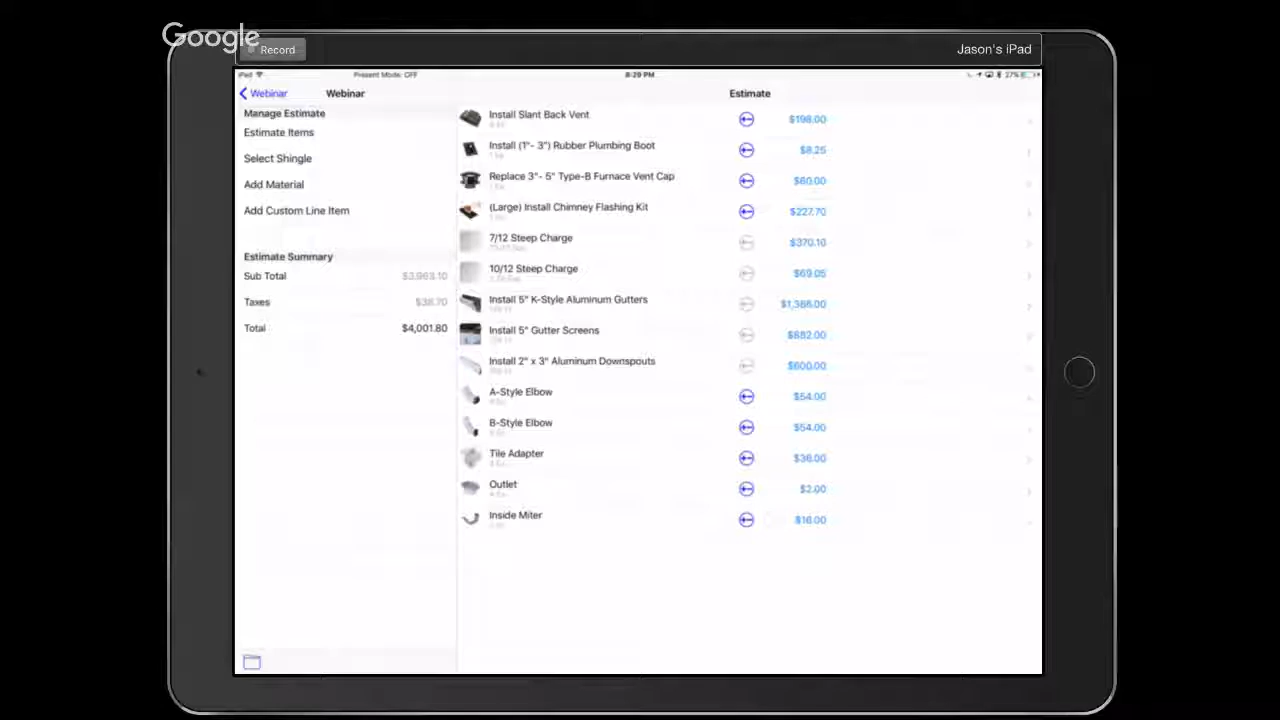 Google
Record
Jason's iPad
iPad
Present Mode: OFF
8:29 PM
27%
Webinar
Webinar
Estimate
Manage Estimate
Estimate Items
Select Shingle
Add Material
Add Custom Line Item
Estimate Summary
Sub Total $3,963.10
Taxes $38.70
Total $4,001.80
Install Slant Back Vent $198.00
Install (1"- 3") Rubber Plumbing Boot $8.25
Replace 3"- 5" Type-B Furnace Vent Cap $60.00
(Large) Install Chimney Flashing Kit $227.70
7/12 Steep Charge $370.10
10/12 Steep Charge $69.05
Install 5" K-Style Aluminum Gutters $1,386.00
Install 5" Gutter Screens $882.00
Install 2" x 3" Aluminum Downspouts $600.00
A-Style Elbow $54.00
B-Style Elbow $54.00
Tile Adapter $36.00
Outlet $2.00
Inside Miter $16.00